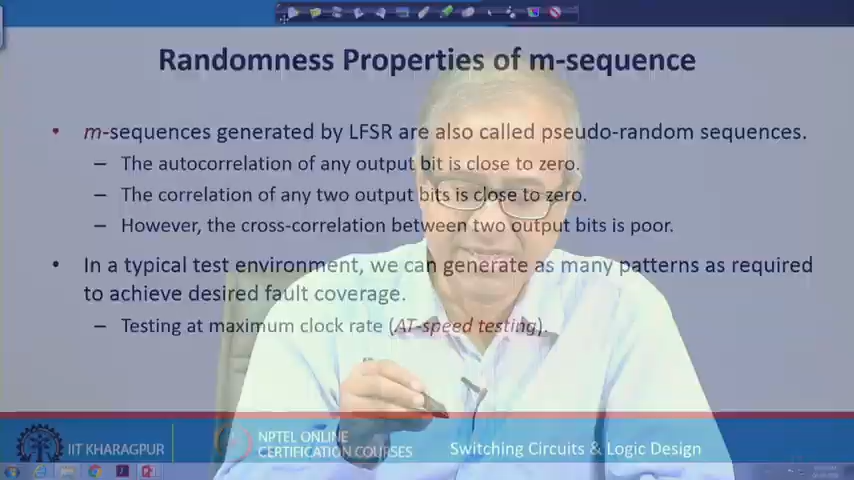 Randomness Properties of m-sequence
• m-sequences generated by LFSR are also called pseudo-random sequences.
– The autocorrelation of any output bit is close to zero.
– The correlation of any two output bits is close to zero.
– However, the cross-correlation between two output bits is poor.
• In a typical test environment, we can generate as many patterns as required
to achieve desired fault coverage.
– Testing at maximum clock rate (AT-speed testing).
IIT KHARAGPUR
NPTEL ONLINE
CERTIFICATION COURSES
Switching Circuits & Logic Design